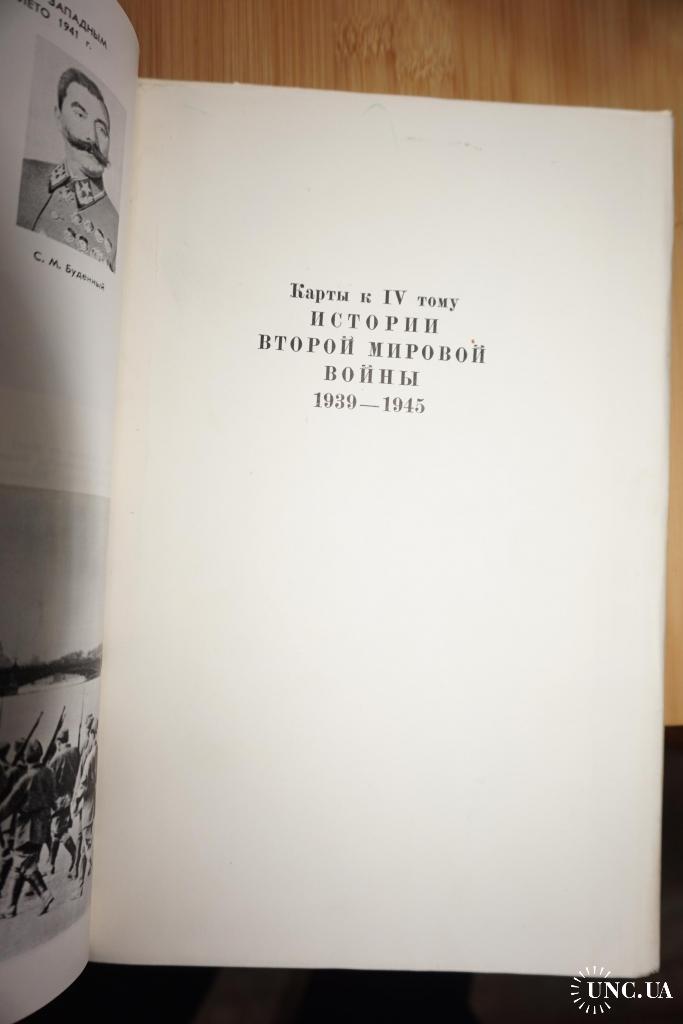 ЗАПАДНЫМ
ЛЕТО 1941 г.
С. М. Буденный
Карты к IV тому
ИСТОРИИ
ВТОРОЙ МИРОВОЙ
ВОЙНЫ
1939—1945
UNC.UA